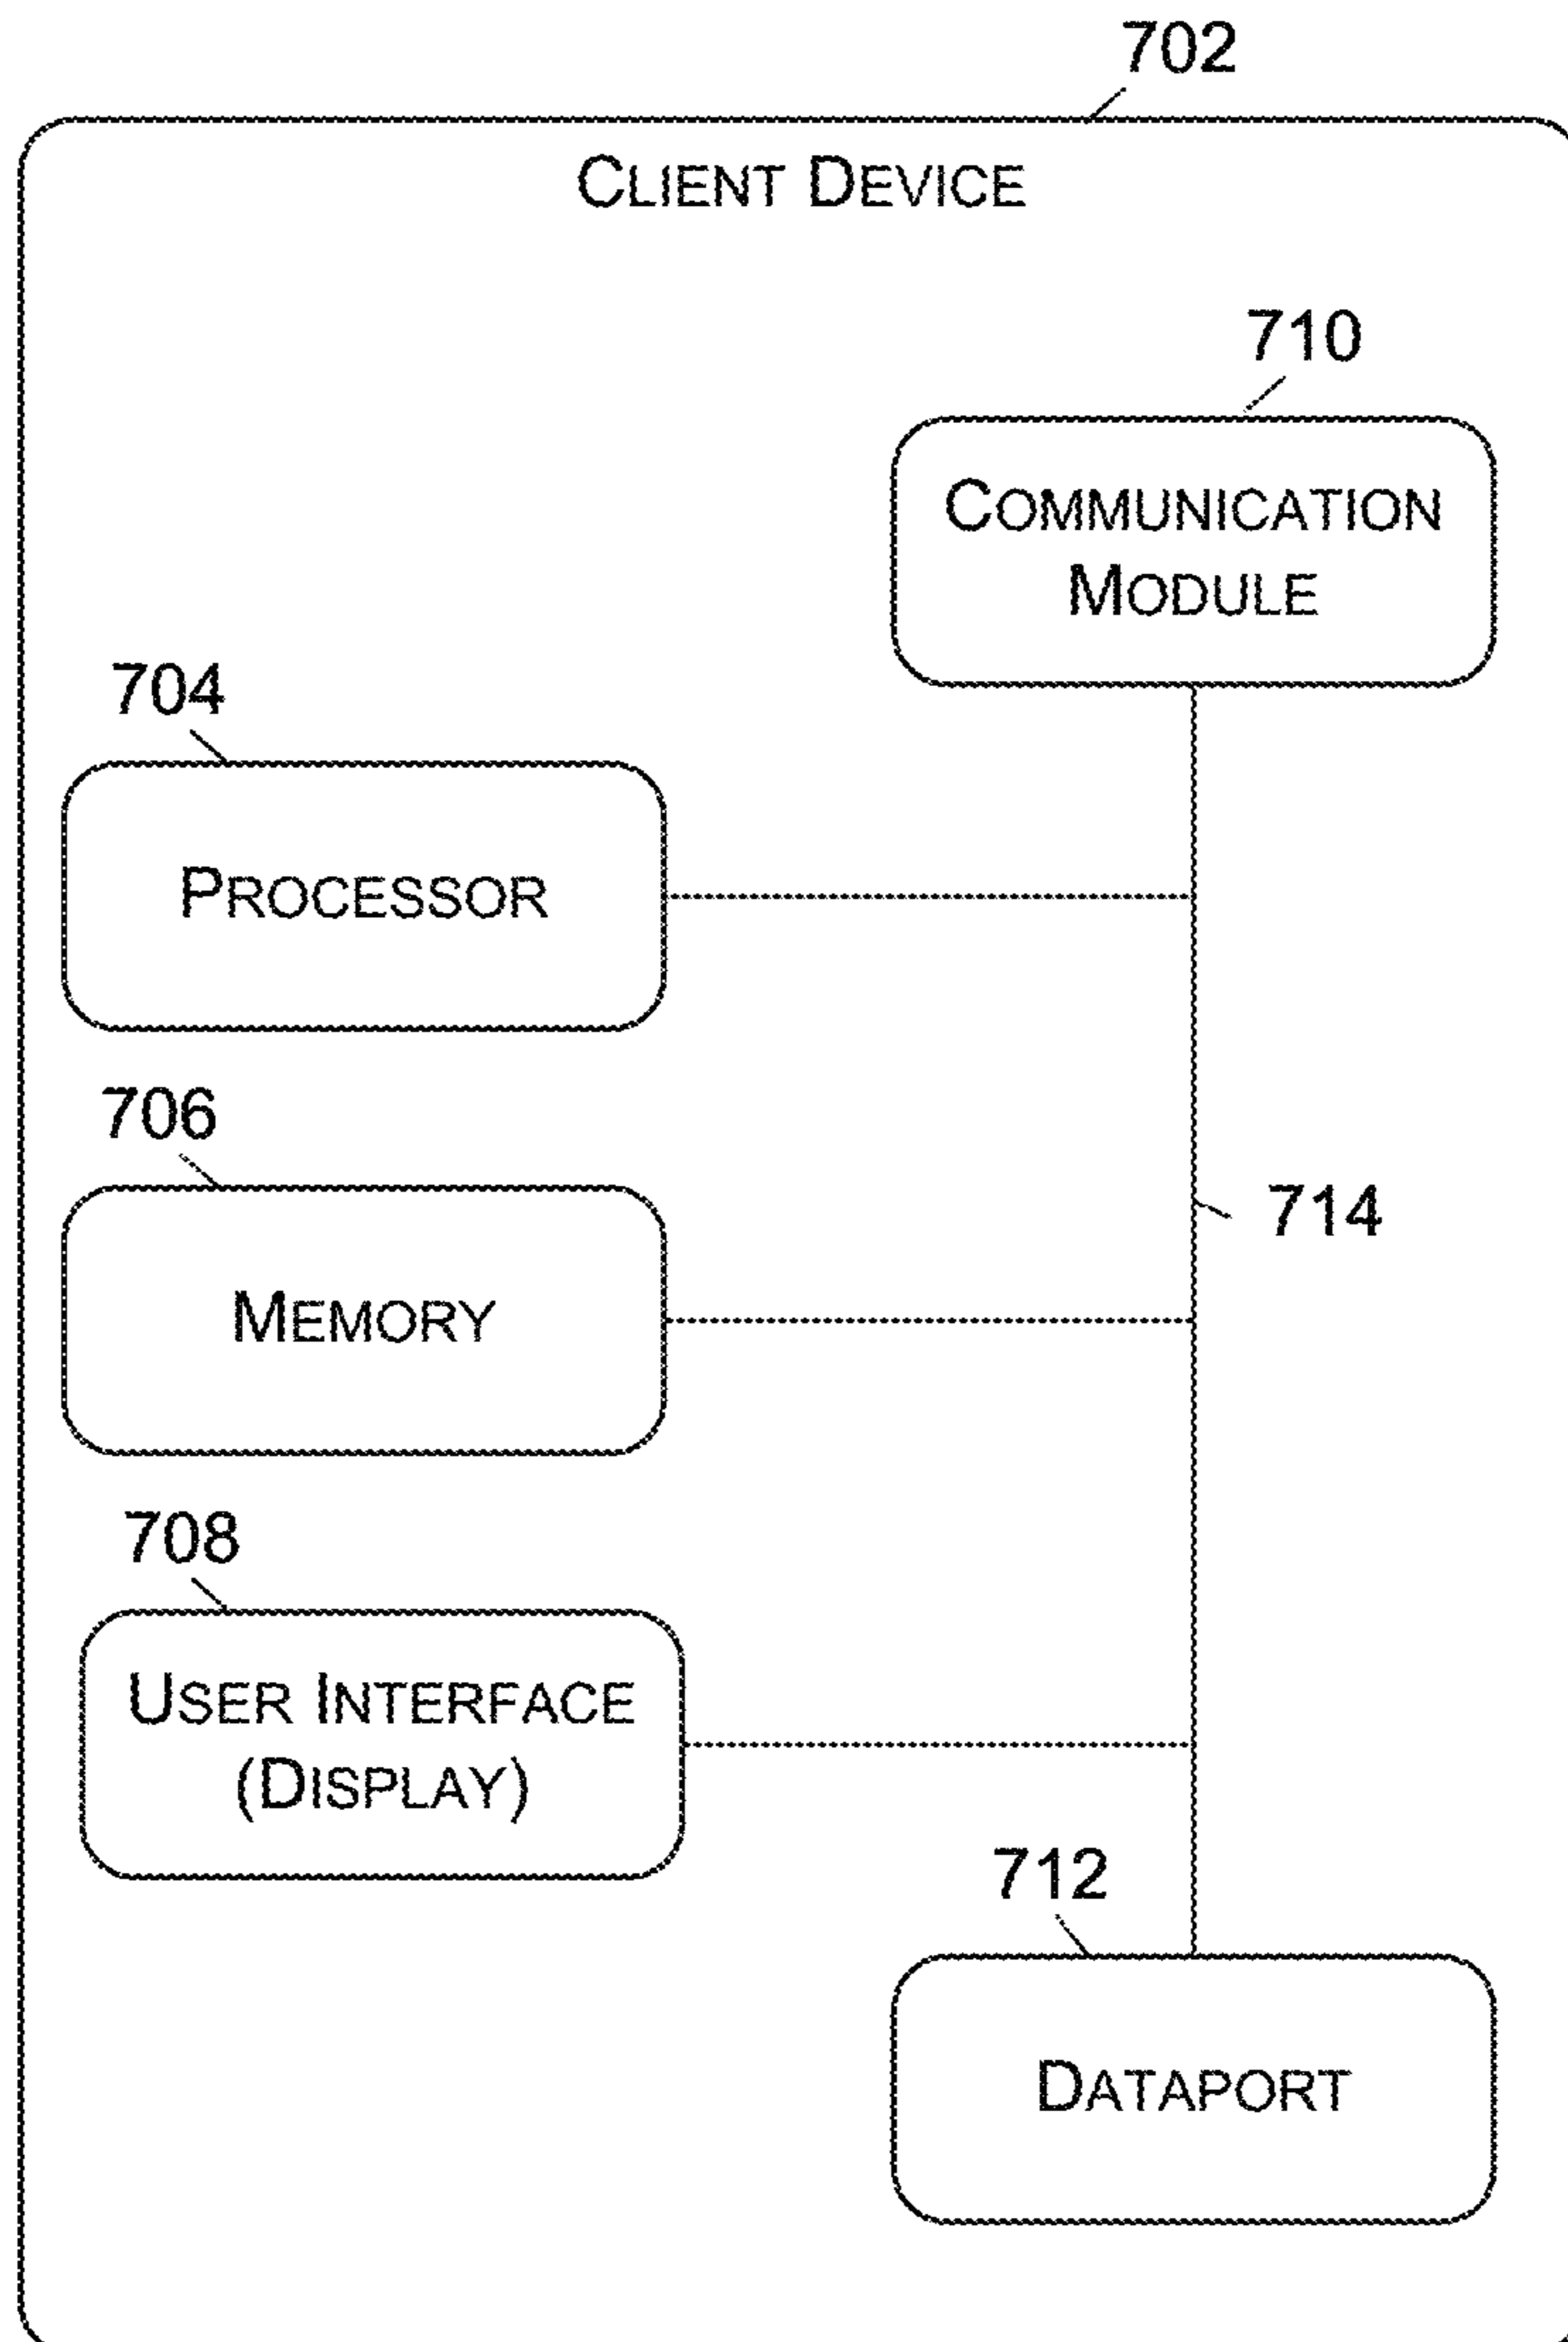 702
CLIENT DEVICE
710
COMMUNICATION
MODULE
704
PROCESSOR
706
MEMORY
714
708
USER INTERFACE
(DISPLAY)
712
DATAPORT